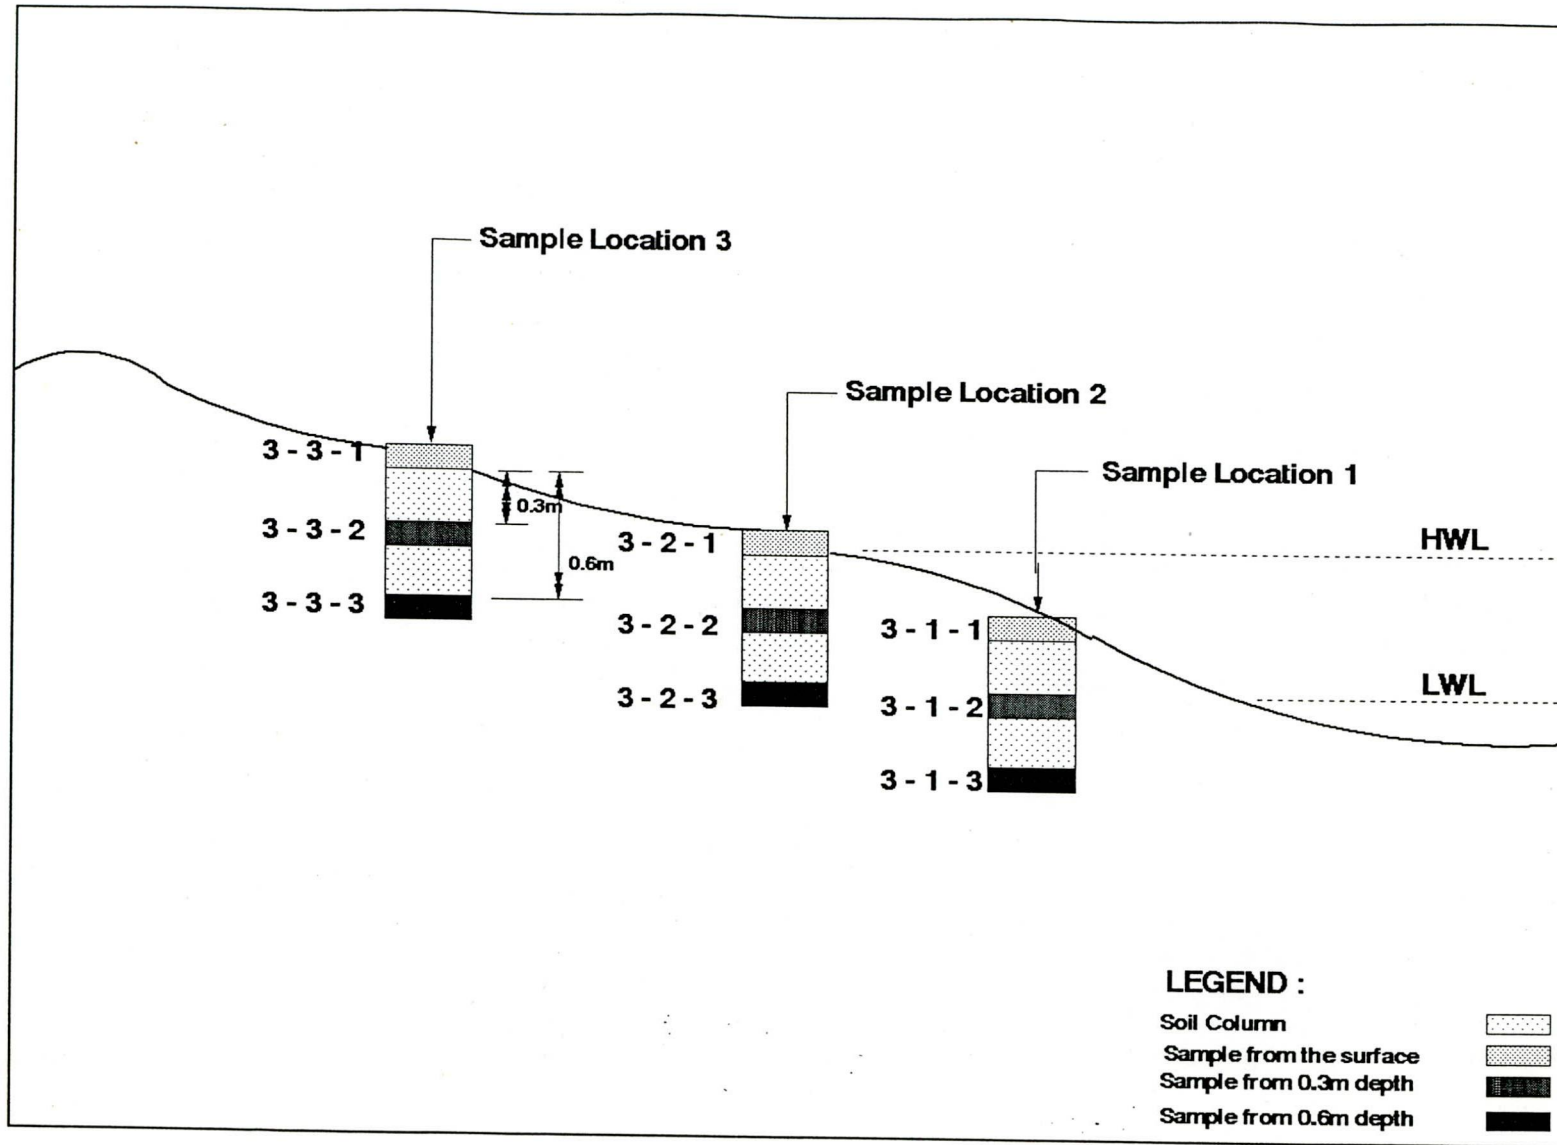 Sample Location 3
Sample Location 2
3 - 3 - 1
Sample Location 1
0.3m
3 - 3 - 2
3 - 2 - 1
HWL
0.6m
3 - 3 - 3
3 - 2 - 2
3 - 1 - 1
3 - 2 - 3
LWL
3 - 1 - 2
3 - 1 - 3
LEGEND :
Soil Column
Sample from the surface
Sample from 0.3m depth
Sample from 0.6m depth